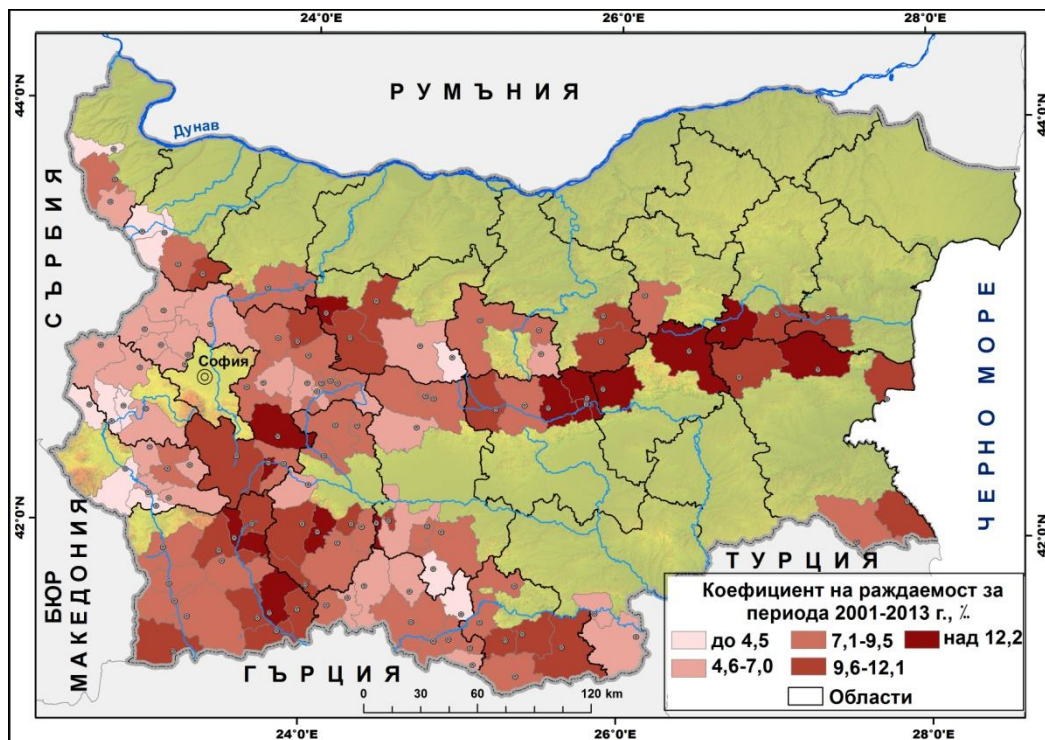 24°0'E 26°0'E 28°0'E
44°0'N
44°0'N
РУМЪНИЯ
Дунав
СЪРБИЯ
София
ЧЕРНО МОРЕ
42°0'N
42°0'N
БЮР
МАКЕДОНИЯ
ТУРЦИЯ
ГЪРЦИЯ
0 30 60 120 km
Коефициент на раждаемост за
периода 2001-2013 г., ‰
до 4,5 7,1-9,5 над 12,2
4,6-7,0 9,6-12,1
Области
24°0'E 26°0'E 28°0'E